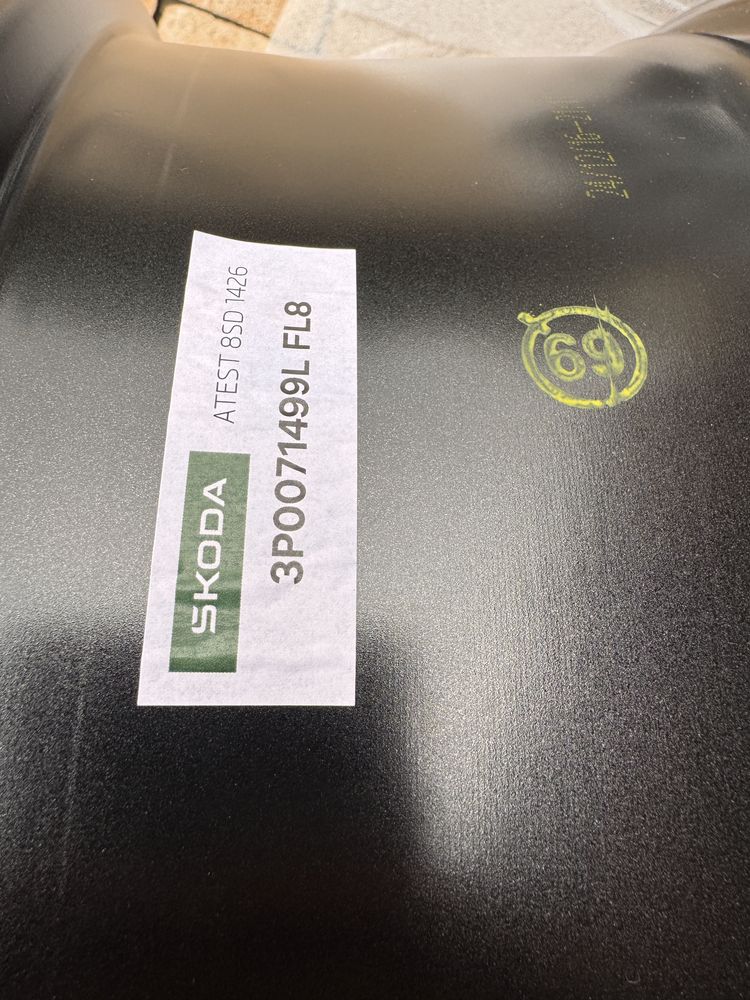 ŠKODA
ATEST 8SD 1426
3P0071499L FL8
69